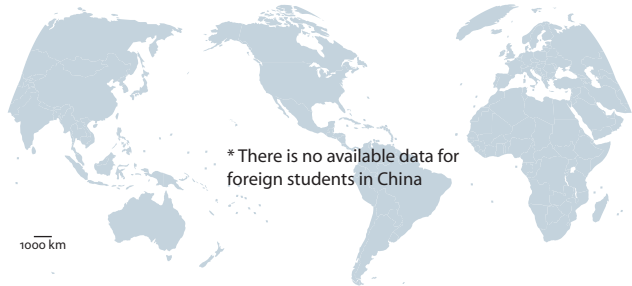 * There is no available data for
foreign students in China
1000 km